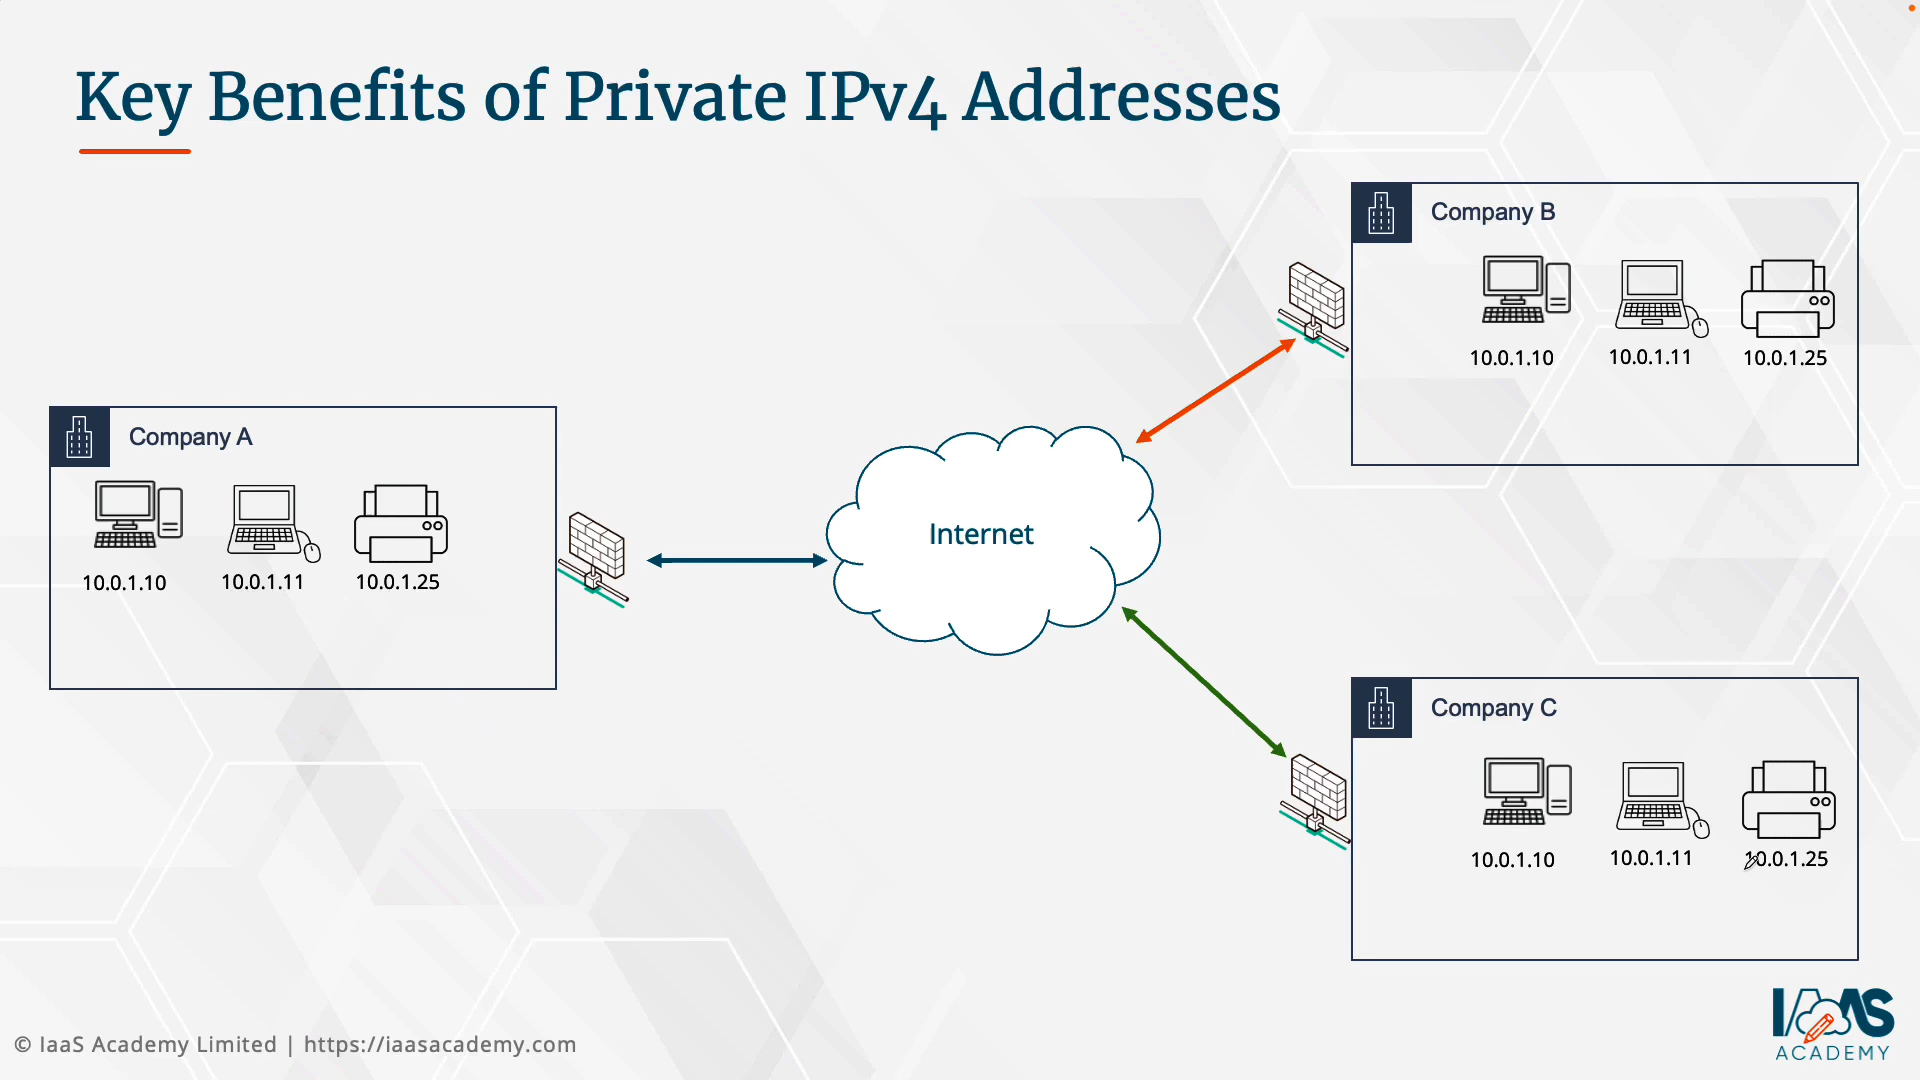 Key Benefits of Private IPv4 Addresses
Company B
10.0.1.10
10.0.1.11
10.0.1.25
Company A
10.0.1.10
10.0.1.11
10.0.1.25
Internet
Company C
10.0.1.10
10.0.1.11
10.0.1.25
© IaaS Academy Limited | https://iaasacademy.com
IAAS
ACADEMY